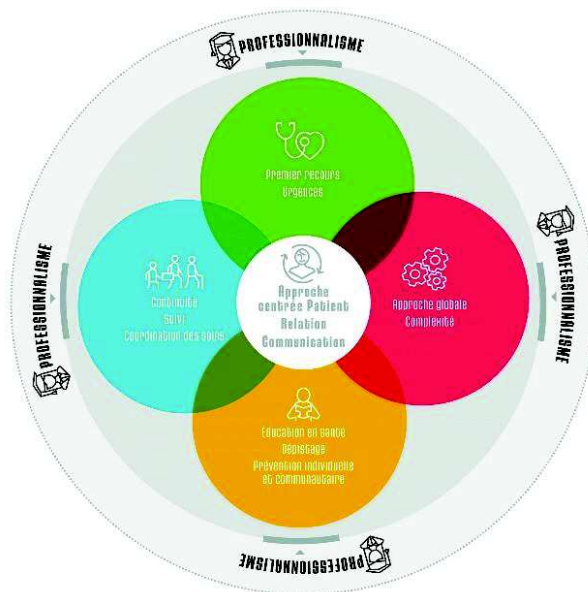 PROFESSIONNALISME
Premier recours
Urgences
PROFESSIONNALISME
Continuité
Suivi
Coordination des soins
Approche
centrée Patient
Relation
Communication
Approche globale
Complexité
PROFESSIONNALISME
Éducation en santé
Dépistage
Prévention individuelle
et communautaire
PROFESSIONNALISME